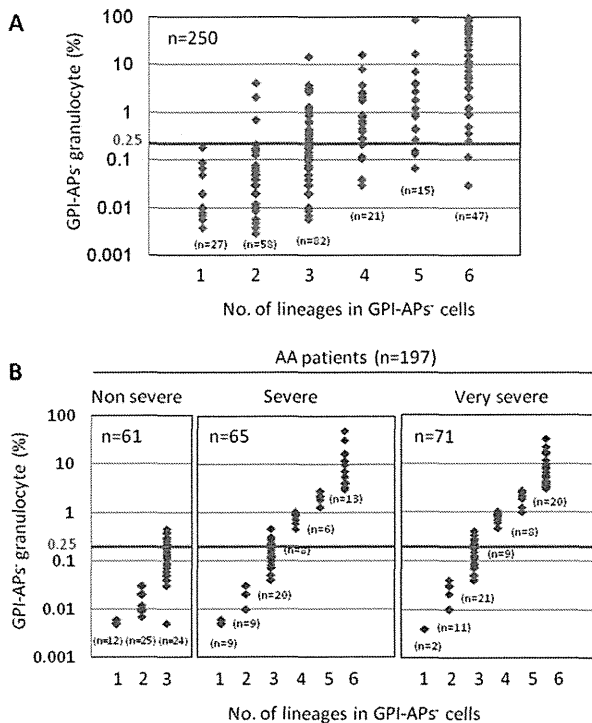 A
n=250
GPI-APs- granulocyte (%)
100
10
1
0.25
0.1
0.01
0.001
(n=27)
(n=58)
(n=82)
(n=21)
(n=15)
(n=47)
1 2 3 4 5 6
No. of lineages in GPI-APs- cells
B
AA patients (n=197)
Non severe
Severe
Very severe
n=61
n=65
n=71
GPI-APs- granulocyte (%)
100
10
1
0.25
0.1
0.01
0.001
(n=12)
(n=25)
(n=24)
(n=9)
(n=9)
(n=20)
(n=8)
(n=6)
(n=13)
(n=2)
(n=11)
(n=21)
(n=9)
(n=8)
(n=20)
1 2 3
1 2 3 4 5 6
1 2 3 4 5 6
No. of lineages in GPI-APs- cells